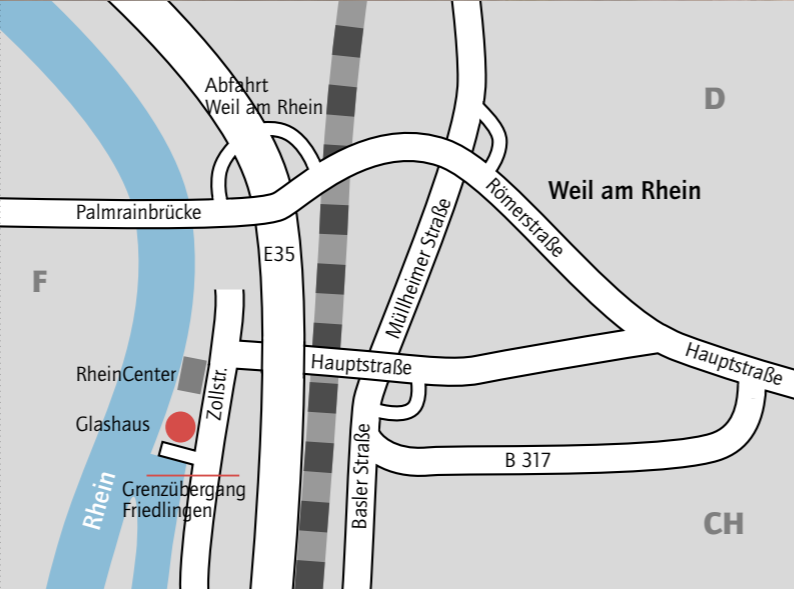 Abfahrt
Weil am Rhein
D
Weil am Rhein
Römerstraße
Palmrainbrücke
Müllheimer Straße
E35
F
Hauptstraße
Hauptstraße
RheinCenter
Zollstr.
Glashaus
Basler Straße
B 317
Rhein
Grenzübergang
Friedlingen
CH